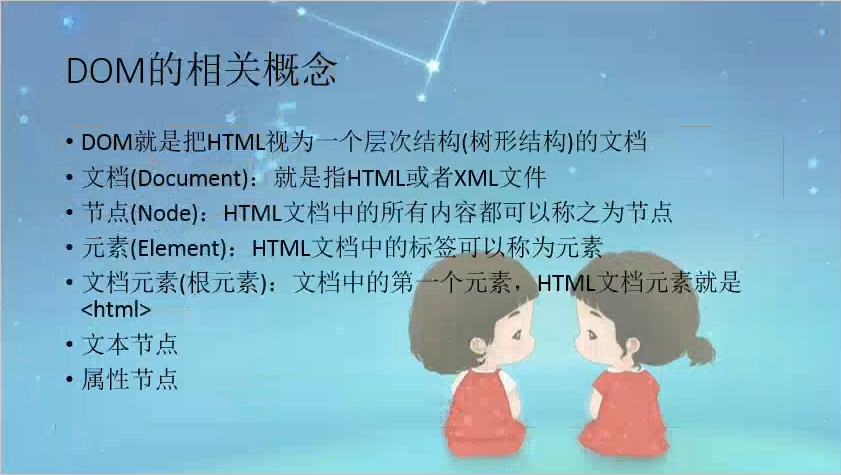 DOM的相关概念
• DOM就是把HTML视为一个层次结构(树形结构)的文档
• 文档(Document)：就是指HTML或者XML文件
• 节点(Node)：HTML文档中的所有内容都可以称之为节点
• 元素(Element)：HTML文档中的标签可以称为元素
• 文档元素(根元素)：文档中的第一个元素，HTML文档元素就是
<html>
• 文本节点
• 属性节点